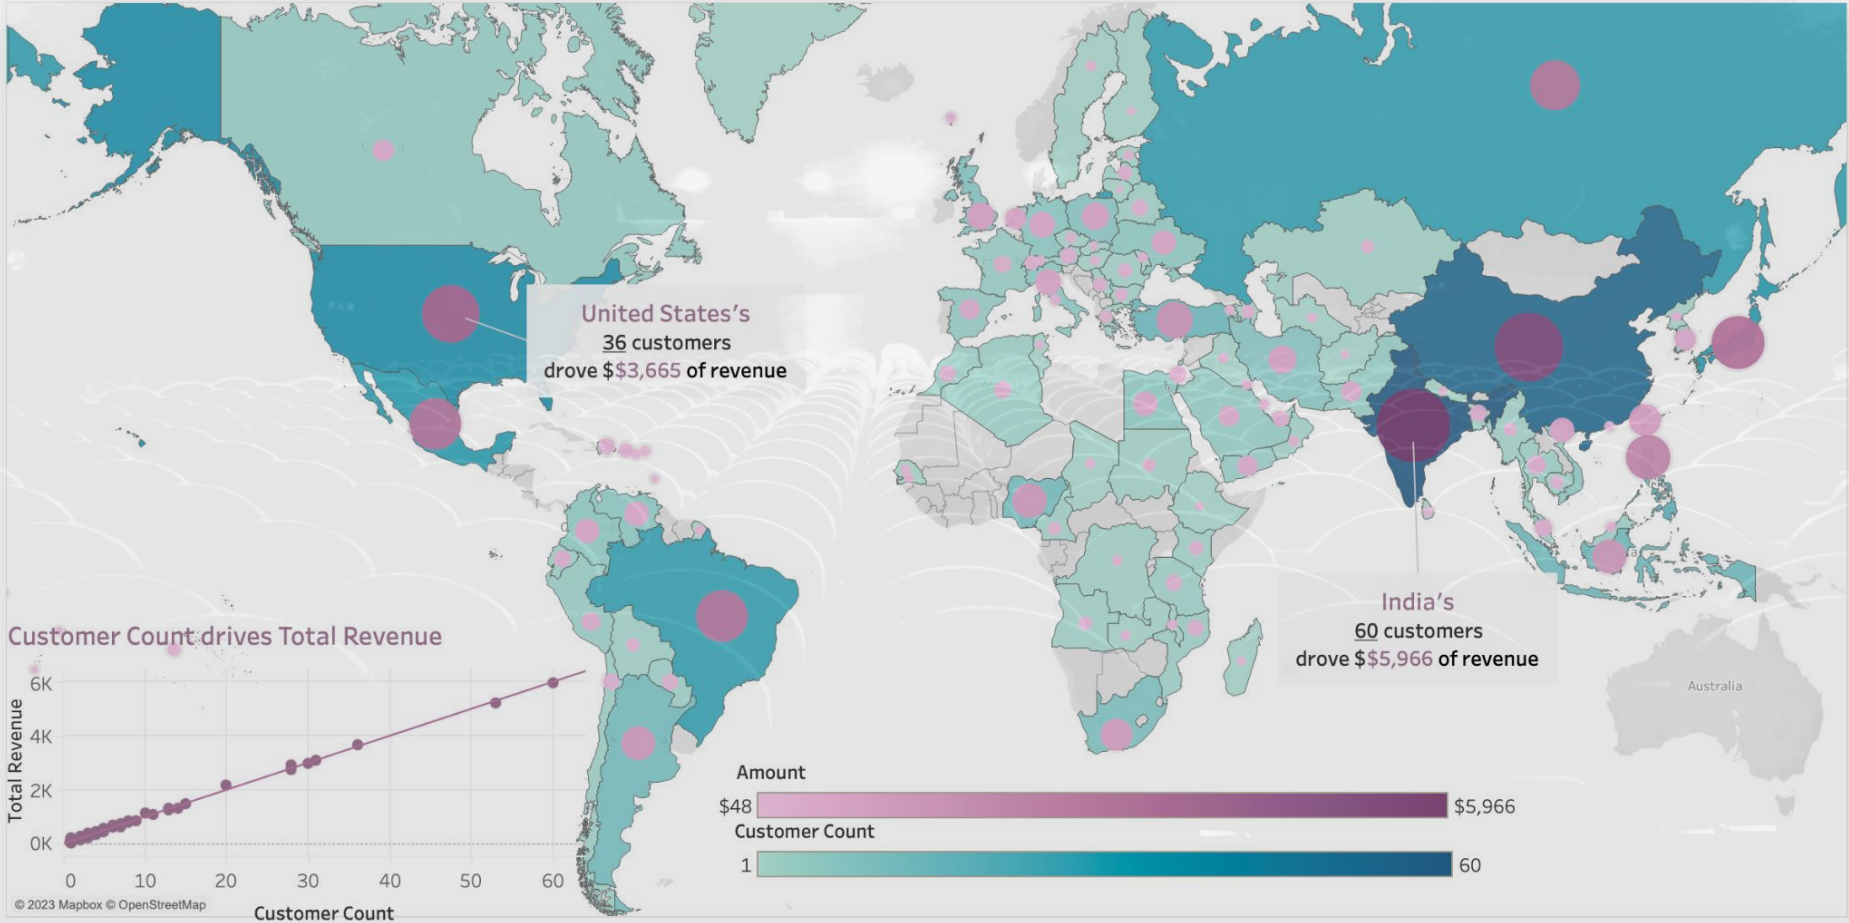 United States's
36 customers
drove $$3,665 of revenue
India's
60 customers
drove $$5,966 of revenue
Australia
Customer Count drives Total Revenue
Total Revenue
6K
4K
2K
0K
0 10 20 30 40 50 60
Customer Count
Amount
$48 $5,966
Customer Count
1 60
© 2023 Mapbox © OpenStreetMap